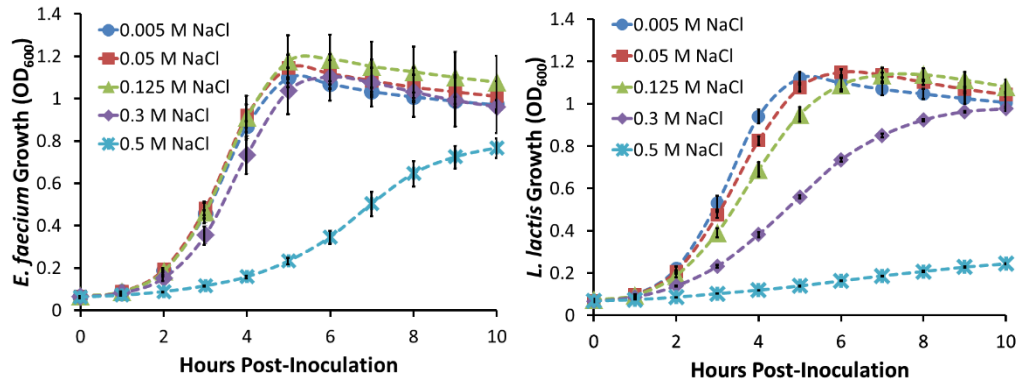 E. faecium Growth (OD600)
1.4
1.2
1
0.8
0.6
0.4
0.2
0
0.005 M NaCl
0.05 M NaCl
0.125 M NaCl
0.3 M NaCl
0.5 M NaCl
0 2 4 6 8 10
Hours Post-Inoculation
L. lactis Growth (OD600)
1.4
1.2
1
0.8
0.6
0.4
0.2
0
0.005 M NaCl
0.05 M NaCl
0.125 M NaCl
0.3 M NaCl
0.5 M NaCl
0 2 4 6 8 10
Hours Post-Inoculation